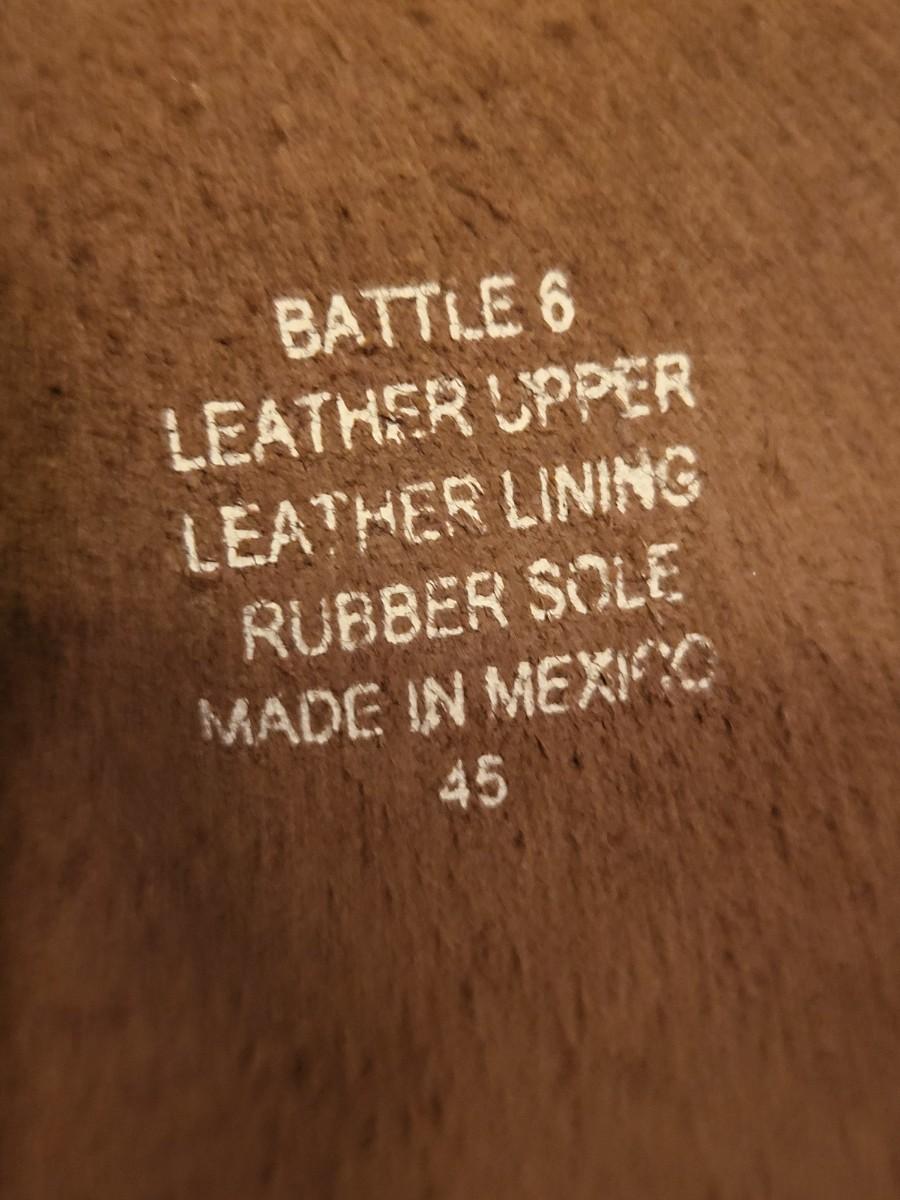 BATTLE 6
LEATHER UPPER
LEATHER LINING
RUBBER SOLE
MADE IN MEXICO
45